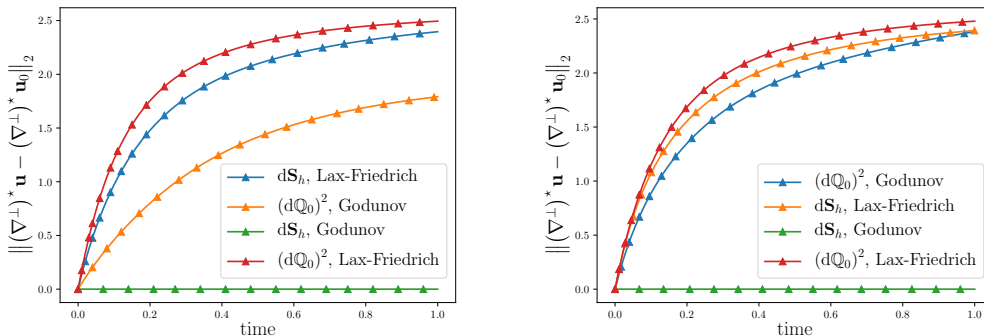 ‖(∇⊥)⋆ u − (∇⊥)⋆ u₀‖₂
2.5
2.0
1.5
1.0
0.5
0.0
dSₕ, Lax-Friedrich
(dℚ₀)², Godunov
dSₕ, Godunov
(dℚ₀)², Lax-Friedrich
0.0 0.2 0.4 0.6 0.8 1.0
time
‖(∇⊥)⋆ u − (∇⊥)⋆ u₀‖₂
2.5
2.0
1.5
1.0
0.5
0.0
(dℚ₀)², Godunov
dSₕ, Lax-Friedrich
dSₕ, Godunov
(dℚ₀)², Lax-Friedrich
0.0 0.2 0.4 0.6 0.8 1.0
time